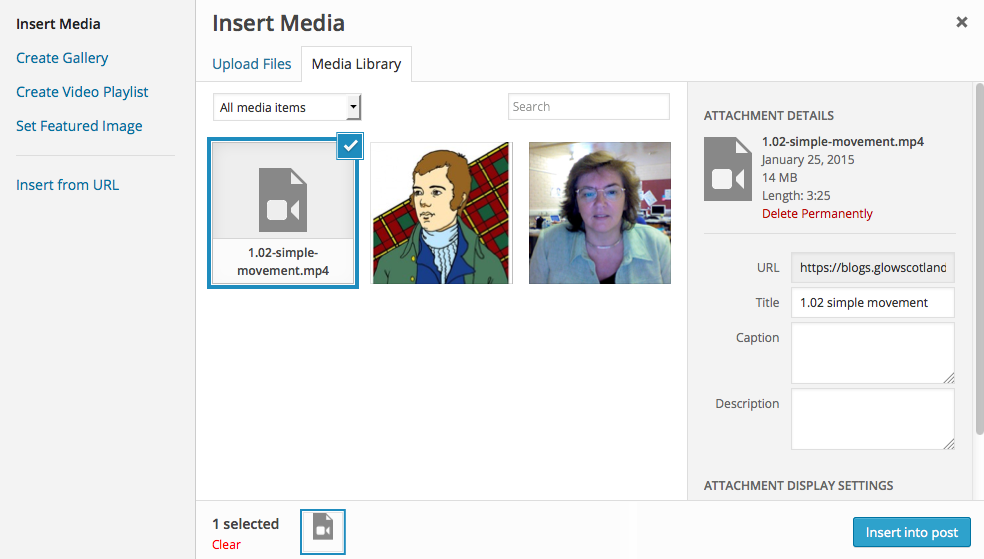 Insert Media
Create Gallery
Create Video Playlist
Set Featured Image
Insert from URL
Insert Media
Upload Files
Media Library
All media items
Search
1.02-simple-
movement.mp4
ATTACHMENT DETAILS
1.02-simple-movement.mp4
January 25, 2015
14 MB
Length: 3:25
Delete Permanently
URL
https://blogs.glowscotland
Title
1.02 simple movement
Caption
Description
ATTACHMENT DISPLAY SETTINGS
1 selected
Clear
Insert into post